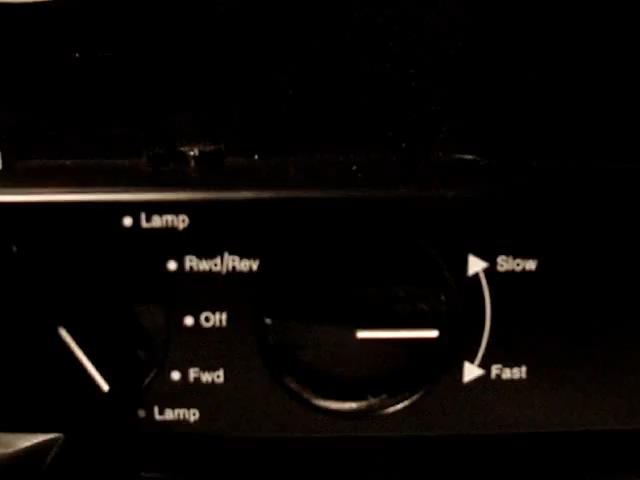 Lamp
Rwd/Rev
Slow
Off
Fwd
Fast
Lamp